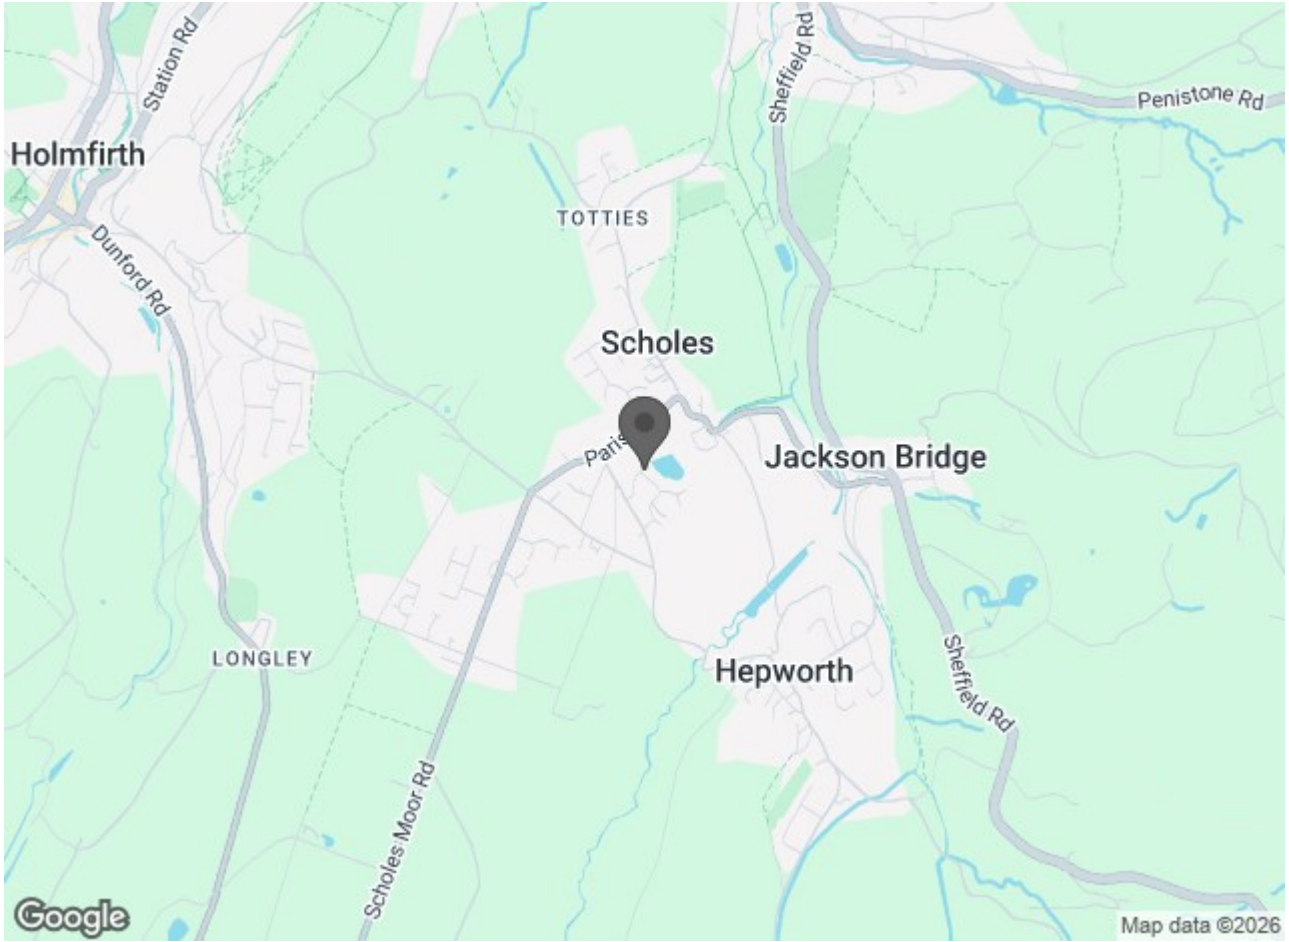 Station Rd
Sheffield Rd
Penistone Rd
Holmfirth
TOTTIES
Dunford Rd
Scholes
Paris
Jackson Bridge
LONGLEY
Hepworth
Sheffield Rd
Scholes Moor Rd
Google
Map data ©2026